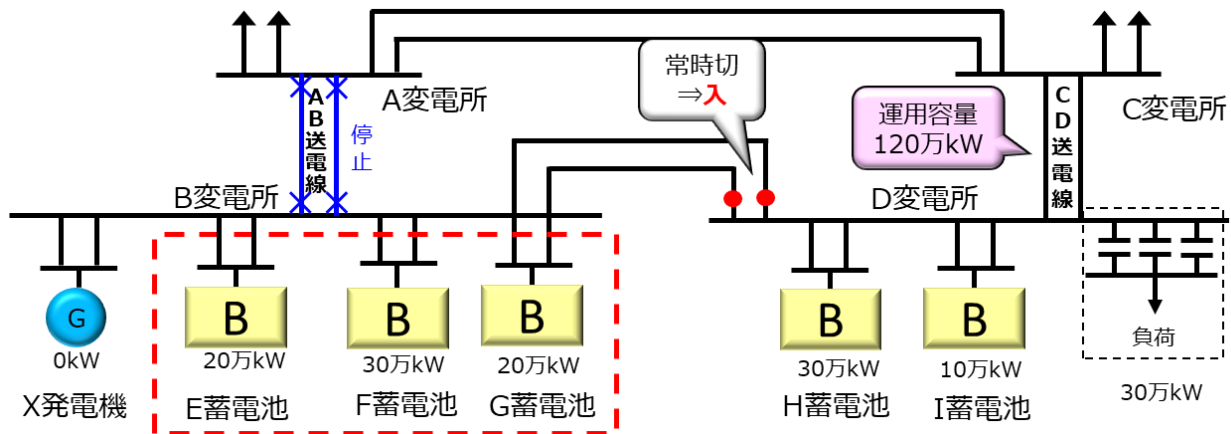 常時切
⇒入
A変電所
AB送電線
停止
運用容量
120万kW
CD送電線
C変電所
B変電所
D変電所
G
B
B
B
B
B
0kW
20万kW
30万kW
20万kW
30万kW
10万kW
負荷
30万kW
X発電機
E蓄電池
F蓄電池
G蓄電池
H蓄電池
I蓄電池